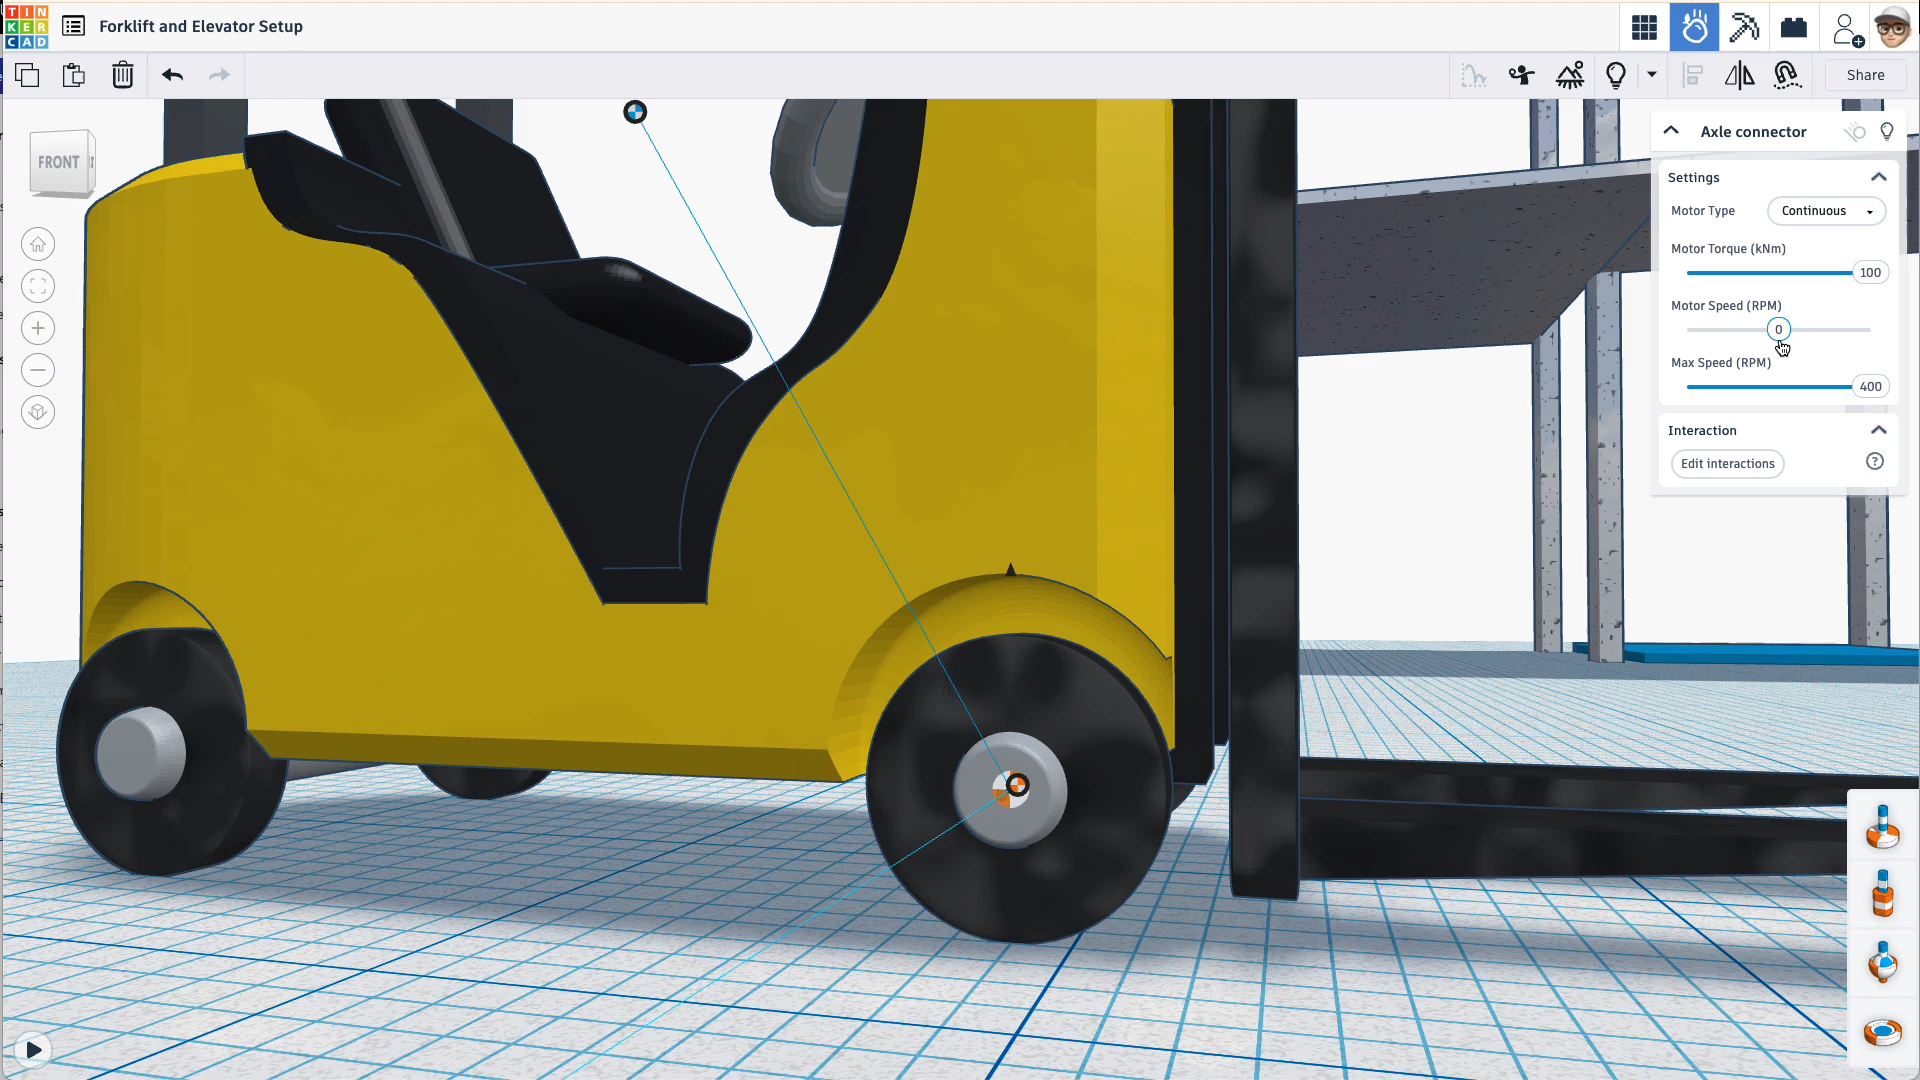 TIN
KER
CAD
Forklift and Elevator Setup
Share
FRONT
Axle connector
Settings
Motor Type
Continuous
Motor Torque (kNm)
100
Motor Speed (RPM)
0
Max Speed (RPM)
400
Interaction
Edit interactions
?